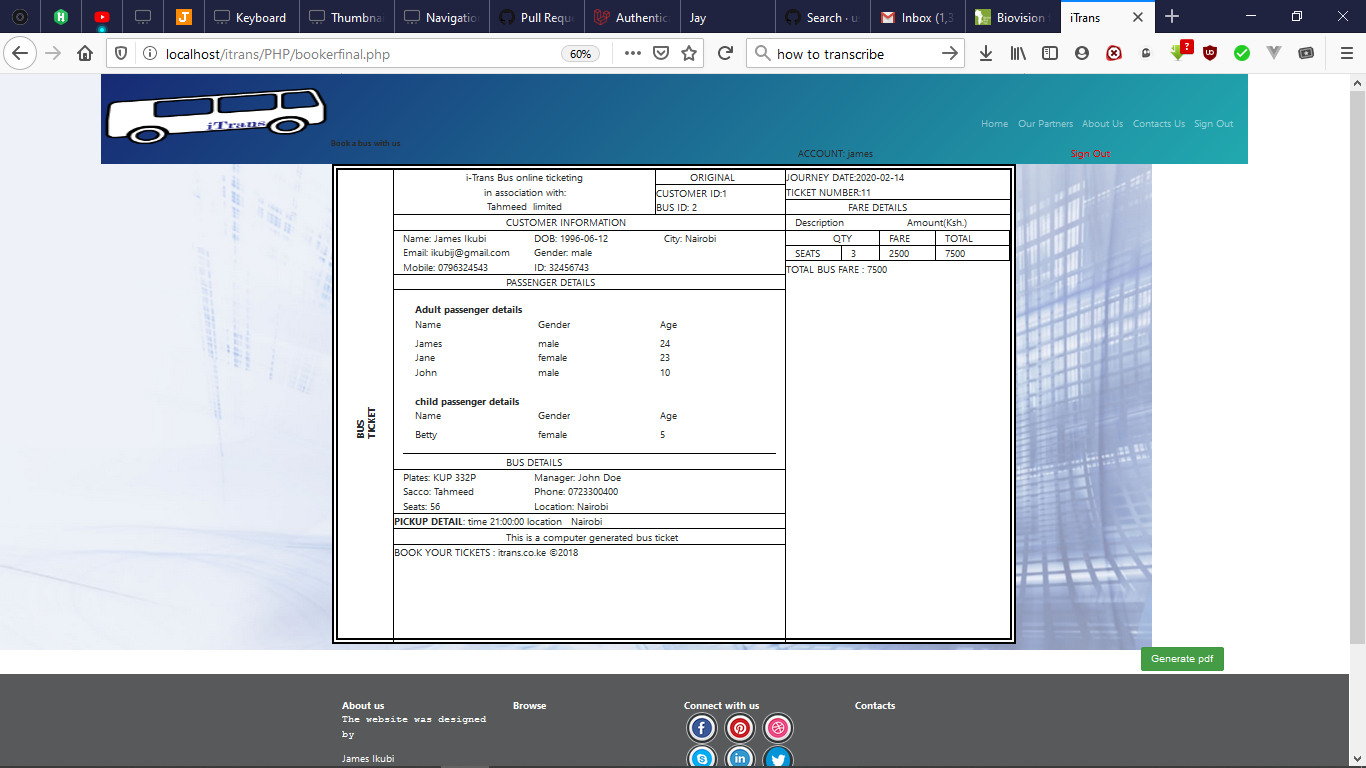 Keyboard
Thumbna
Navigatio
Pull Requ
Authentic
Jay
Search · u
Inbox (1,3
Biovision
iTrans
localhost/itrans/PHP/bookerfinal.php
60%
how to transcribe
iTrans
Book a bus with us
Home Our Partners About Us Contacts Us Sign Out
ACCOUNT: james
Sign Out
BUS
TICKET
i-Trans Bus online ticketing
in association with:
Tahmeed limited
ORIGINAL
CUSTOMER ID:1
BUS ID: 2
JOURNEY DATE:2020-02-14
TICKET NUMBER:11
FARE DETAILS
Description Amount(Ksh.)
QTY FARE TOTAL
SEATS 3 2500 7500
TOTAL BUS FARE : 7500
CUSTOMER INFORMATION
Name: James Ikubi DOB: 1996-06-12 City: Nairobi
Email: ikubij@gmail.com Gender: male
Mobile: 0796324543 ID: 32456743
PASSENGER DETAILS
Adult passenger details
Name Gender Age
James male 24
Jane female 23
John male 10
child passenger details
Name Gender Age
Betty female 5
BUS DETAILS
Plates: KUP 332P Manager: John Doe
Sacco: Tahmeed Phone: 0723300400
Seats: 56 Location: Nairobi
PICKUP DETAIL: time 21:00:00 location Nairobi
This is a computer generated bus ticket
BOOK YOUR TICKETS : itrans.co.ke ©2018
Generate pdf
About us
The website was designed
by
James Ikubi
Browse
Connect with us
Contacts